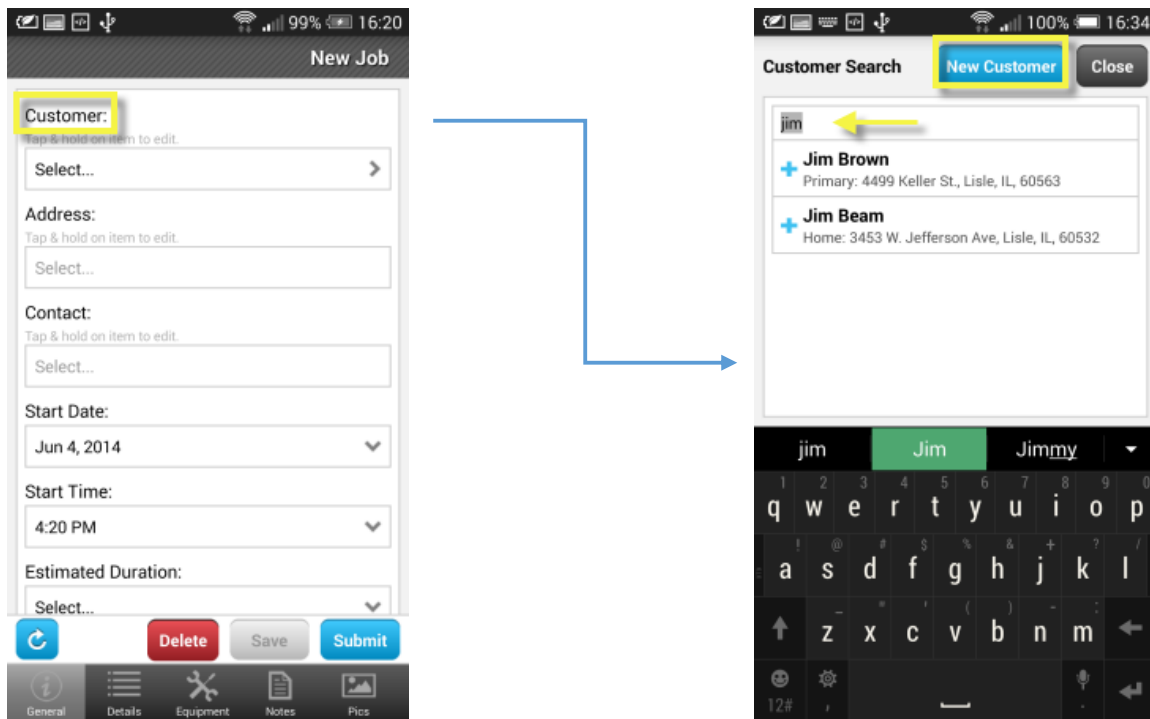 99% 16:20
New Job
Customer:
Tap & hold on item to edit.
Select...
Address:
Tap & hold on item to edit.
Select...
Contact:
Tap & hold on item to edit.
Select...
Start Date:
Jun 4, 2014
Start Time:
4:20 PM
Estimated Duration:
Select...
Delete Save Submit
General Details Equipment Notes Pics
100% 16:34
Customer Search New Customer Close
jim
Jim Brown
Primary: 4499 Keller St., Lisle, IL, 60563
Jim Beam
Home: 3453 W. Jefferson Ave, Lisle, IL, 60532
jim Jim Jimmy
1 2 3 4 5 6 7 8 9 0
q w e r t y u i o p
! @ # $ % & + ? /
a s d f g h j k l
_ " ' ( ) - :
z x c v b n m
12# , .